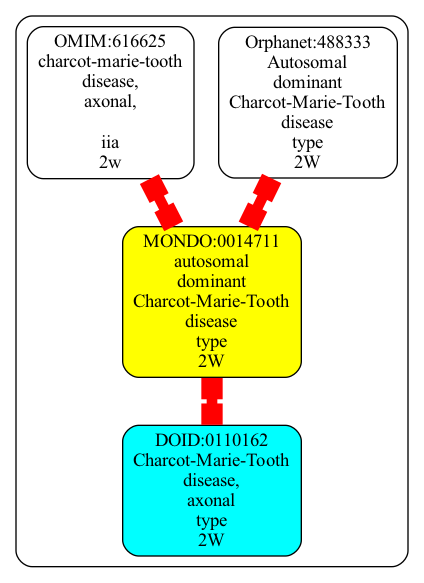 OMIM:616625
charcot-marie-tooth
disease,
axonal,
iia
2w
Orphanet:488333
Autosomal
dominant
Charcot-Marie-Tooth
disease
type
2W
MONDO:0014711
autosomal
dominant
Charcot-Marie-Tooth
disease
type
2W
DOID:0110162
Charcot-Marie-Tooth
disease,
axonal
type
2W